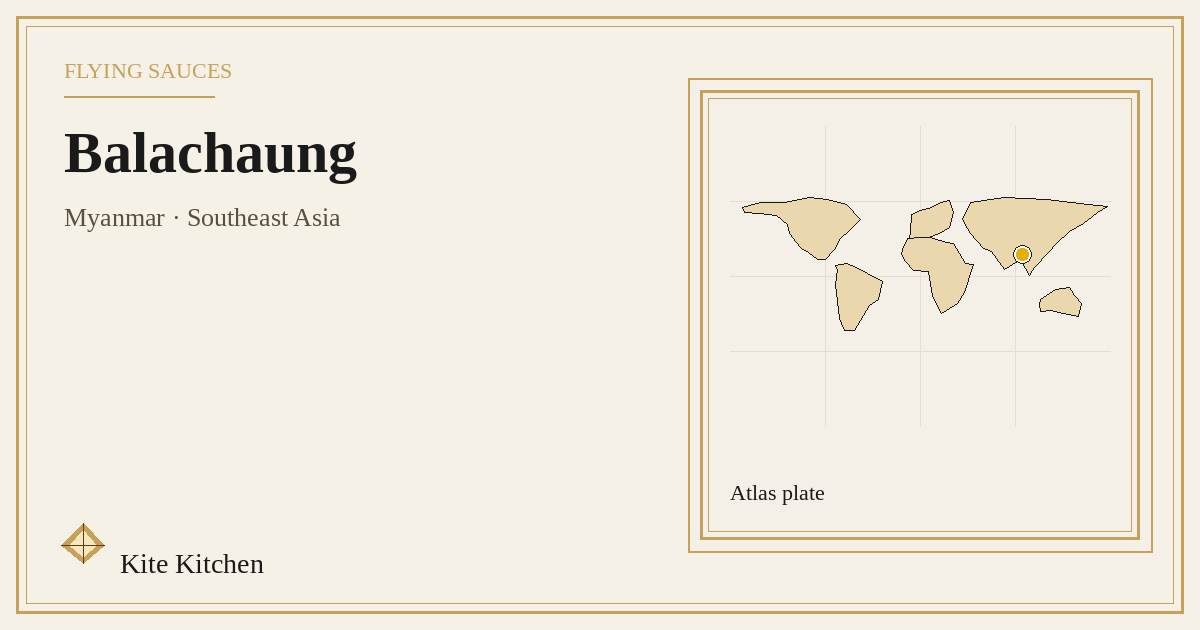 FLYING SAUCES
Balachaung
Myanmar · Southeast Asia
Atlas plate
Kite Kitchen